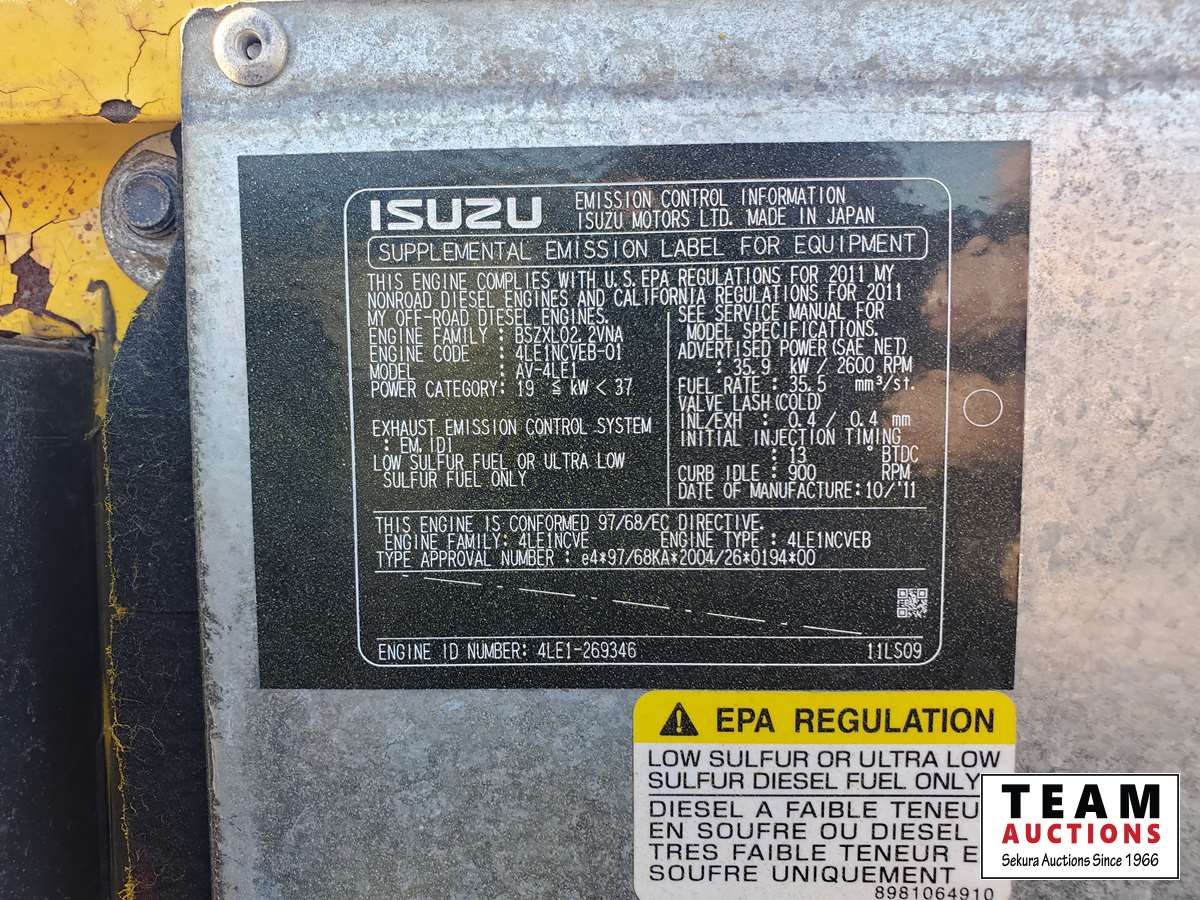 ISUZU EMISSION CONTROL INFORMATION
ISUZU MOTORS LTD. MADE IN JAPAN
SUPPLEMENTAL EMISSION LABEL FOR EQUIPMENT
THIS ENGINE COMPLIES WITH U.S.EPA REGULATIONS FOR 2011 MY
NONROAD DIESEL ENGINES AND CALIFORNIA REGULATIONS FOR 2011
MY OFF-ROAD DIESEL ENGINES.
ENGINE FAMILY : BSZXL02.2VNA
ENGINE CODE : 4LE1NCVEB-01
MODEL : AV-4LE1
POWER CATEGORY: 19 ≦ kW < 37
EXHAUST EMISSION CONTROL SYSTEM
: EM, IDI
LOW SULFUR FUEL OR ULTRA LOW
SULFUR FUEL ONLY
SEE SERVICE MANUAL FOR
MODEL SPECIFICATIONS.
ADVERTISED POWER(SAE NET)
: 35.9 kW / 2600 RPM
FUEL RATE : 35.5 mm³/st.
VALVE LASH(COLD)
INL/EXH : 0.4 / 0.4 mm
INITIAL INJECTION TIMING
: 13 ° BTDC
CURB IDLE : 900 RPM
DATE OF MANUFACTURE:10/'11
THIS ENGINE IS CONFORMED 97/68/EC DIRECTIVE.
ENGINE FAMILY: 4LE1NCVE ENGINE TYPE : 4LE1NCVEB
TYPE APPROVAL NUMBER : e4*97/68KA*2004/26*0194*00
ENGINE ID NUMBER: 4LE1-269346 11LS09
EPA REGULATION
LOW SULFUR OR ULTRA LOW
SULFUR DIESEL FUEL ONLY
DIESEL A FAIBLE TENEU
EN SOUFRE OU DIESEL
TRES FAIBLE TENEUR E
SOUFRE UNIQUEMENT
8981064910
TEAM
AUCTIONS
Sekura Auctions Since 1966